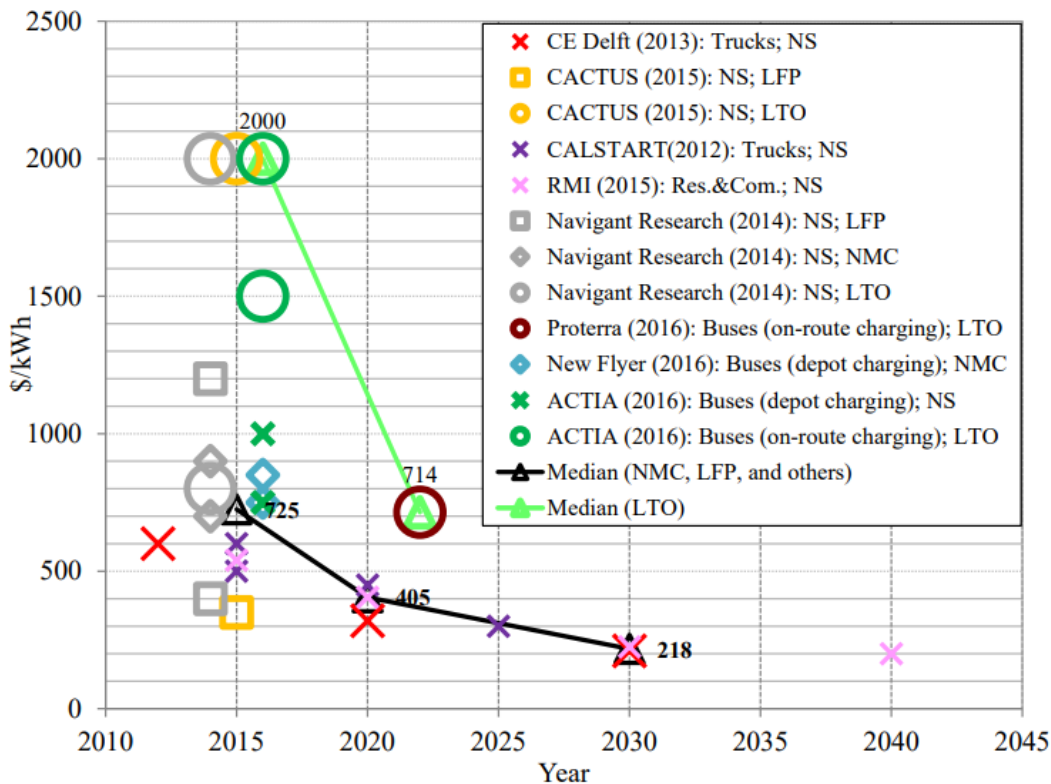 2500
2000
1500
1000
500
0
$/kWh
2010
2015
2020
2025
2030
2035
2040
2045
Year
2000
714
725
405
218
CE Delft (2013): Trucks; NS
CACTUS (2015): NS; LFP
CACTUS (2015): NS; LTO
CALSTART(2012): Trucks; NS
RMI (2015): Res.&Com.; NS
Navigant Research (2014): NS; LFP
Navigant Research (2014): NS; NMC
Navigant Research (2014): NS; LTO
Proterra (2016): Buses (on-route charging); LTO
New Flyer (2016): Buses (depot charging); NMC
ACTIA (2016): Buses (depot charging); NS
ACTIA (2016): Buses (on-route charging); LTO
Median (NMC, LFP, and others)
Median (LTO)